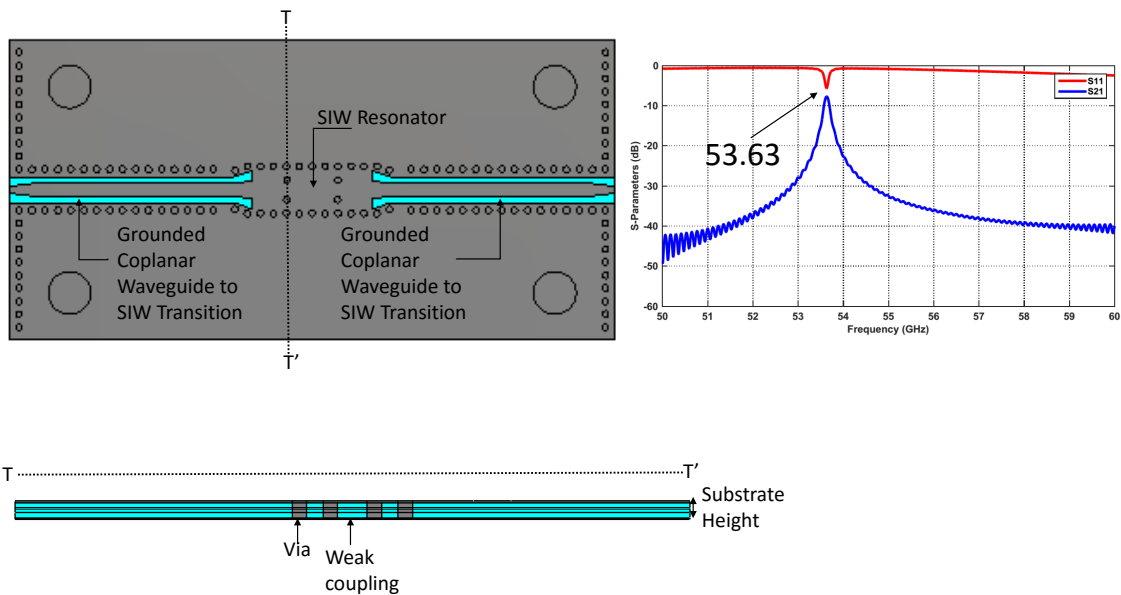 T
SIW Resonator
Grounded
Coplanar
Waveguide to
SIW Transition
Grounded
Coplanar
Waveguide to
SIW Transition
T’
S-Parameters (dB)
0
-10
-20
-30
-40
-50
-60
S11
S21
53.63
50
51
52
53
54
55
56
57
58
59
60
Frequency (GHz)
T
T’
Substrate
Height
Via
Weak
coupling